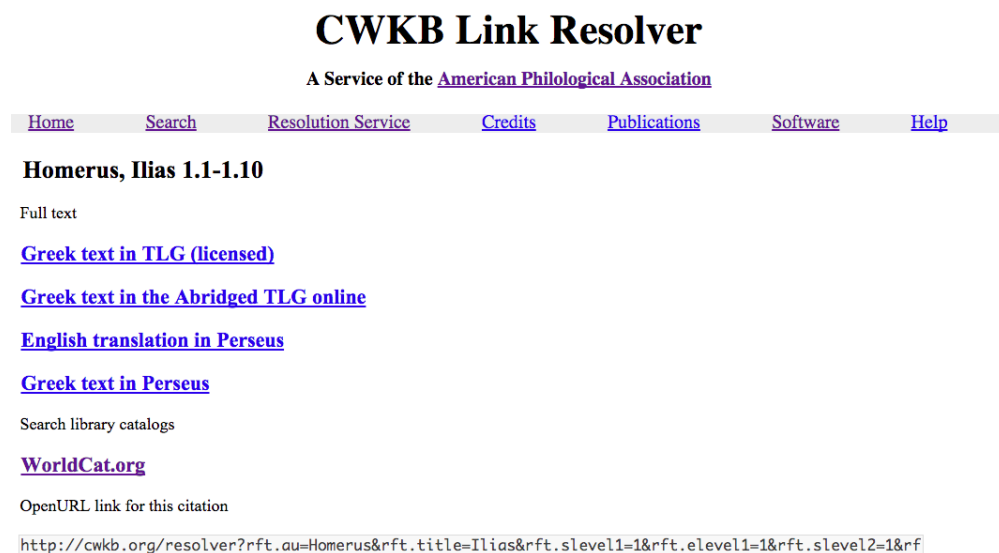 CWKB Link Resolver
A Service of the American Philological Association
Home Search Resolution Service Credits Publications Software Help
Homerus, Ilias 1.1-1.10
Full text
Greek text in TLG (licensed)
Greek text in the Abridged TLG online
English translation in Perseus
Greek text in Perseus
Search library catalogs
WorldCat.org
OpenURL link for this citation
http://cwkb.org/resolver?rft.au=Homerus&rft.title=Ilias&rft.slevel1=1&rft.elevel1=1&rft.slevel2=1&rf